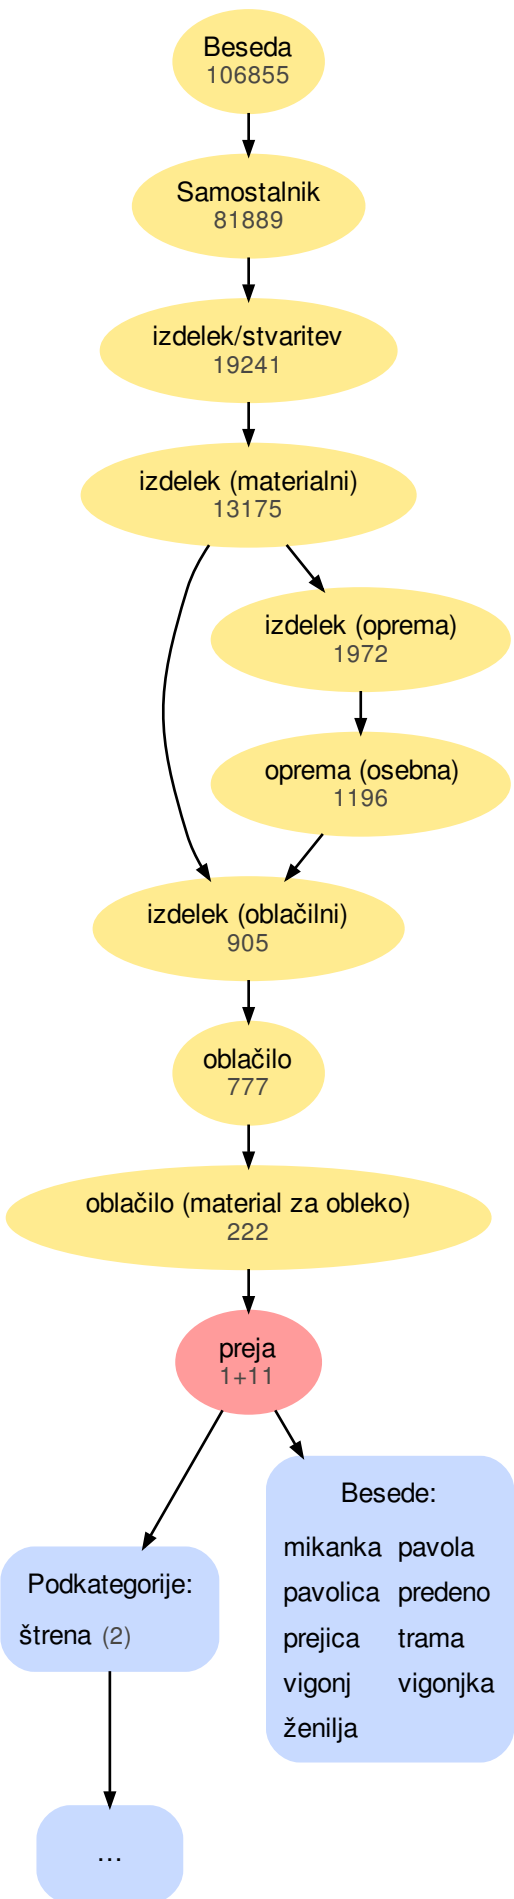 Beseda
106855
Samostalnik
81889
izdelek/stvaritev
19241
izdelek (materialni)
13175
izdelek (oprema)
1972
oprema (osebna)
1196
izdelek (oblačilni)
905
oblačilo
777
oblačilo (material za obleko)
222
preja
1+11
Besede:
mikanka pavola
pavolica predeno
prejica trama
vigonj vigonjka
ženilja
Podkategorije:
štrena (2)
...